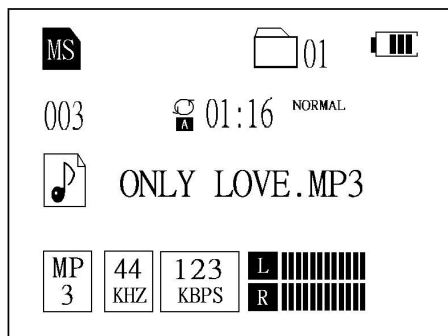 MS 01
003 A 01:16 NORMAL
ONLY LOVE.MP3
MP 3 44 KHZ 123 KBPS L
R